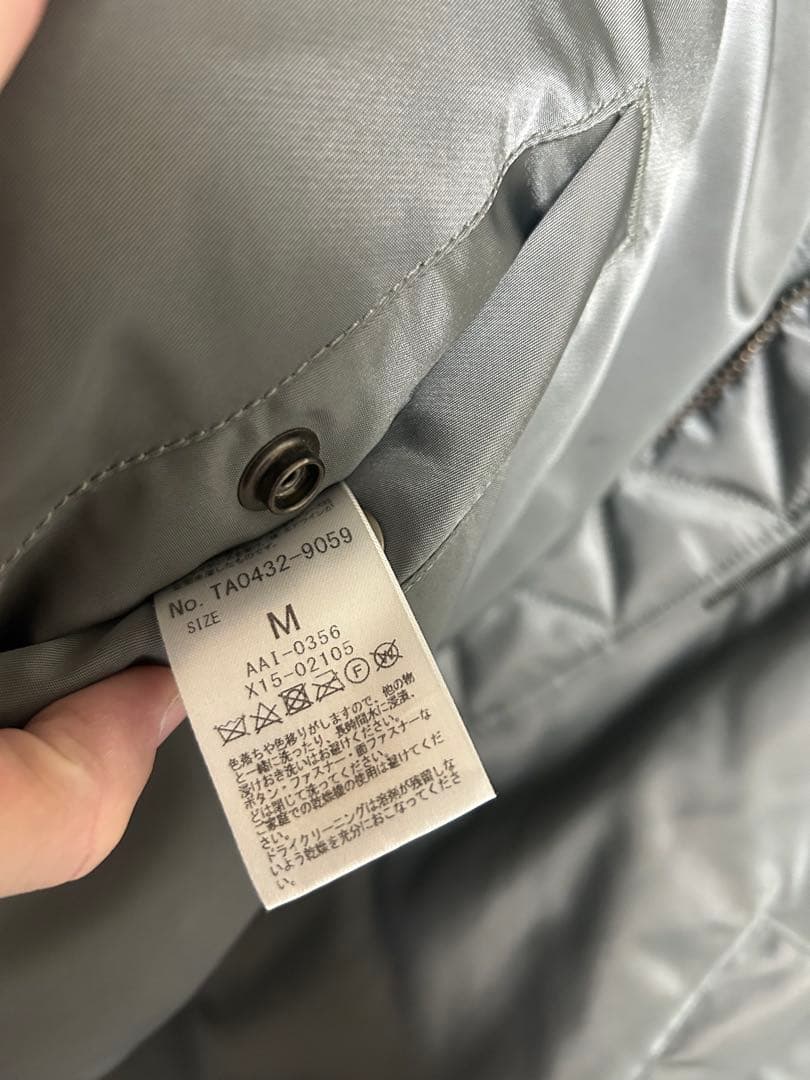 No. TA0432-9059
SIZE
M
AAI-0356
X15-02105
F
色落ちや色移りがしますので、他の物
と一緒に洗ったり、長時間水に浸漬、
浸けおき洗いはお避けください。
ボタン・ファスナー・面ファスナーな
どは閉じて洗ってください。
ご家庭での乾燥機の使用は避けてくだ
さい。
ドライクリーニングは溶剤が残留しな
いよう乾燥を充分におこなってくださ
い。